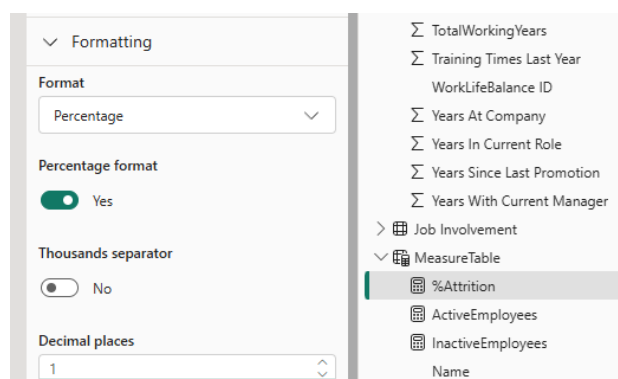 Formatting
Format
Percentage
Percentage format
Yes
Thousands separator
No
Decimal places
1
TotalWorkingYears
Training Times Last Year
WorkLifeBalance ID
Years At Company
Years In Current Role
Years Since Last Promotion
Years With Current Manager
Job Involvement
MeasureTable
%Attrition
ActiveEmployees
InactiveEmployees
Name